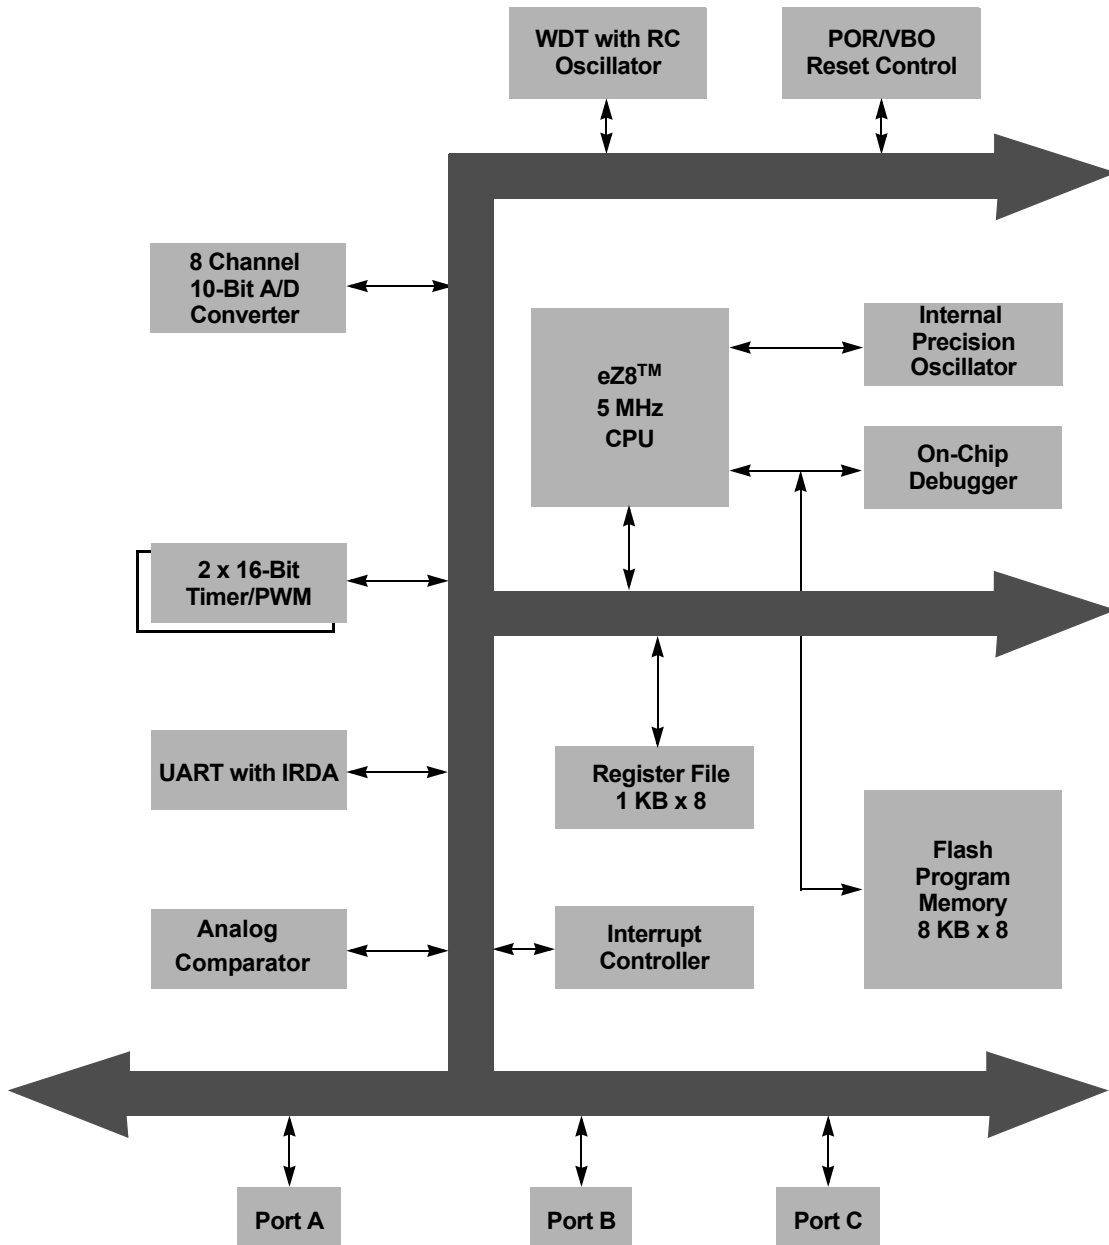 WDT with RC
Oscillator
POR/VBO
Reset Control
8 Channel
10-Bit A/D
Converter
eZ8™
5 MHz
CPU
Internal
Precision
Oscillator
On-Chip
Debugger
2 x 16-Bit
Timer/PWM
UART with IRDA
Register File
1 KB x 8
Flash
Program
Memory
8 KB x 8
Analog
Comparator
Interrupt
Controller
Port A
Port B
Port C